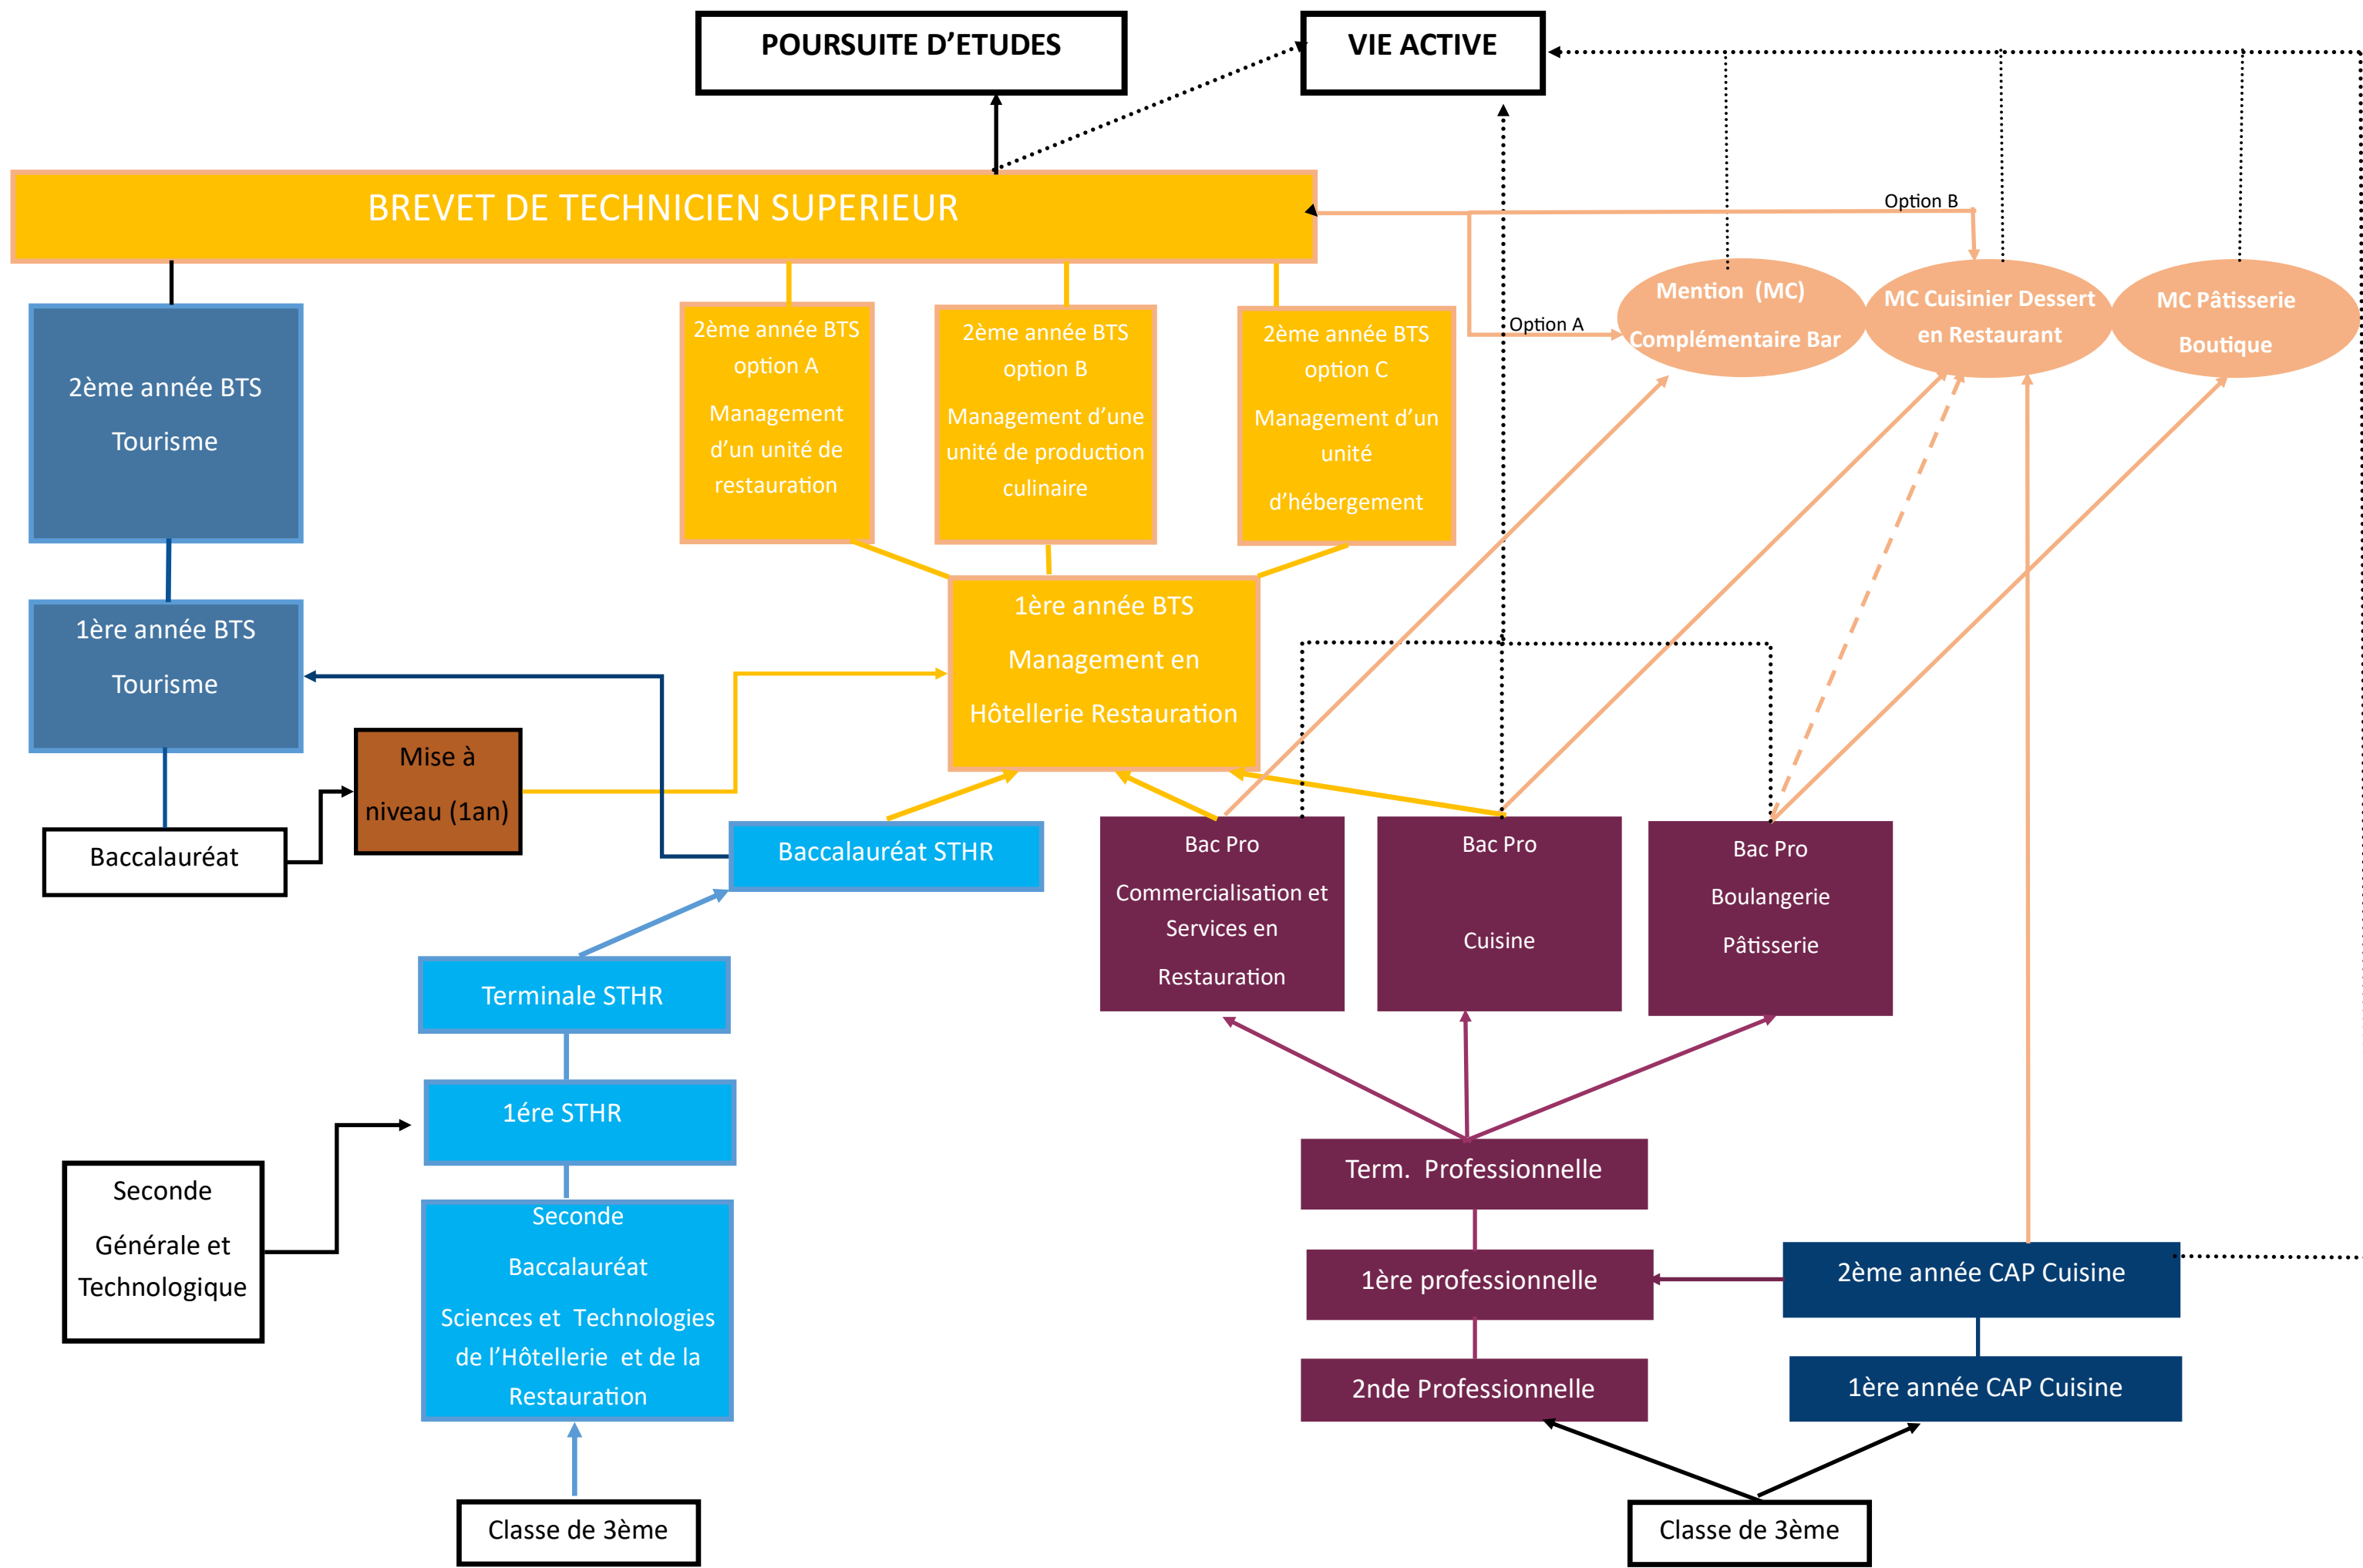 POURSUITE D’ETUDES
VIE ACTIVE
BREVET DE TECHNICIEN SUPERIEUR
Option B
Option A
Mention (MC)
Complémentaire Bar
MC Cuisinier Dessert
en Restaurant
MC Pâtisserie
Boutique
2ème année BTS
Tourisme
2ème année BTS
option A
Management
d’un unité de
restauration
2ème année BTS
option B
Management d’une
unité de production
culinaire
2ème année BTS
option C
Management d’un
unité
d’hébergement
1ère année BTS
Tourisme
1ère année BTS
Management en
Hôtellerie Restauration
Mise à
niveau (1an)
Baccalauréat
Baccalauréat STHR
Bac Pro
Commercialisation et
Services en
Restauration
Bac Pro
Cuisine
Bac Pro
Boulangerie
Pâtisserie
Terminale STHR
1ére STHR
Seconde
Générale et
Technologique
Seconde
Baccalauréat
Sciences et Technologies
de l’Hôtellerie et de la
Restauration
Term. Professionnelle
1ère professionnelle
2nde Professionnelle
2ème année CAP Cuisine
1ère année CAP Cuisine
Classe de 3ème
Classe de 3ème